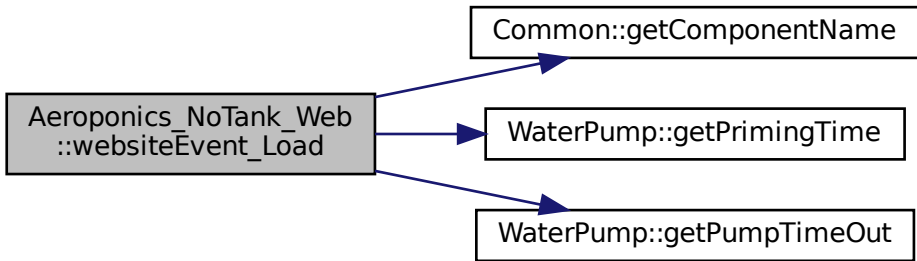 Aeroponics_NoTank_Web
::websiteEvent_Load
Common::getComponentName
WaterPump::getPrimingTime
WaterPump::getPumpTimeOut